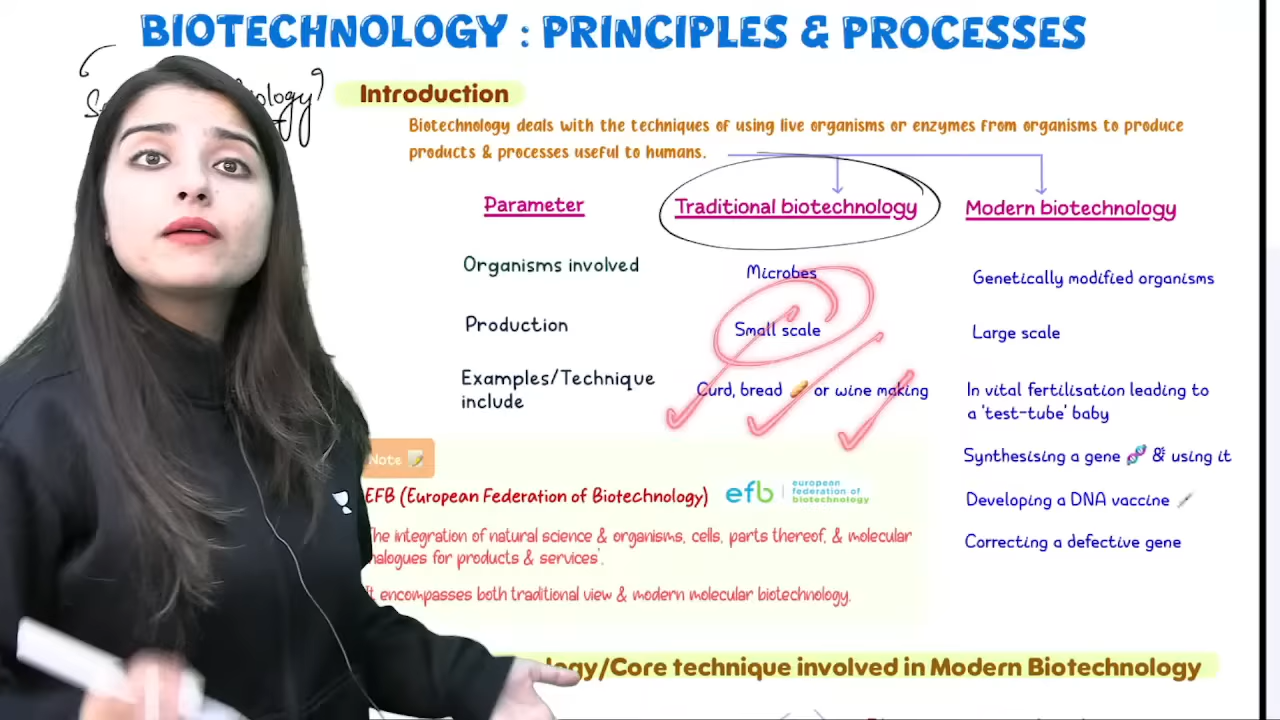 BIOTECHNOLOGY : PRINCIPLES & PROCESSES
Introduction
Biotechnology deals with the techniques of using live organisms or enzymes from organisms to produce
products & processes useful to humans.
Parameter Traditional biotechnology Modern biotechnology
Organisms involved Microbes Genetically modified organisms
Production Small scale Large scale
Examples/Technique
include
Curd, bread 🥖 or wine making
In vital fertilisation leading to
a 'test-tube' baby
Synthesising a gene 🧬 & using it
Developing a DNA vaccine
Correcting a defective gene
Note
EFB (European Federation of Biotechnology)
efb european
federation of
biotechnology
The integration of natural science & organisms, cells, parts thereof, & molecular
analogues for products & services'.
It encompasses both traditional view & modern molecular biotechnology.
/Core technique involved in Modern Biotechnology